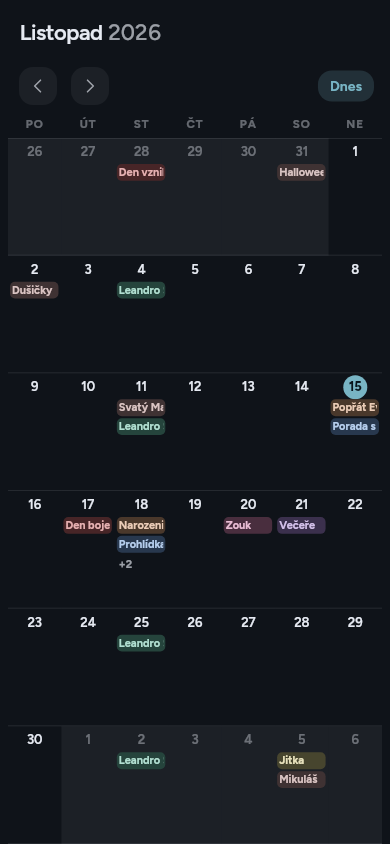 Listopad 2026
Dnes
PO ÚT ST ČT PÁ SO NE
26 27 28 29 30 31 1
Den vzni Hallowee
2 3 4 5 6 7 8
Dušičky Leandro
9 10 11 12 13 14 15
Svatý Ma Popřát E
Leandro Porada s
16 17 18 19 20 21 22
Den boje Narozeni Zouk Večeře
Prohlídka
+2
23 24 25 26 27 28 29
Leandro
30 1 2 3 4 5 6
Leandro Jitka
Mikuláš